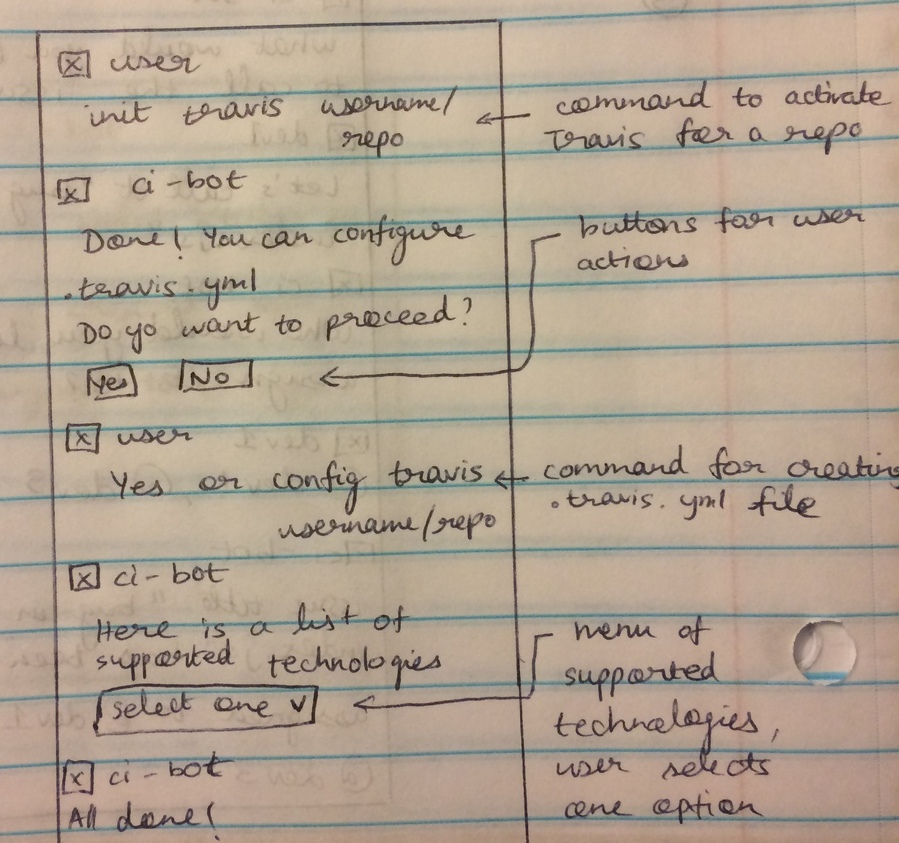 [x] user
init travis username/
repo
command to activate
Travis for a repo
[x] ci-bot
Done! You can configure
.travis.yml
Do yo want to proceed?
Yes No
buttons for user
actions
[x] user
Yes or config travis
username/repo
command for creating
.travis.yml file
[x] ci-bot
Here is a list of
supported technologies
select one v
menu of
supported
technologies,
user selects
one option
[x] ci-bot
All done!